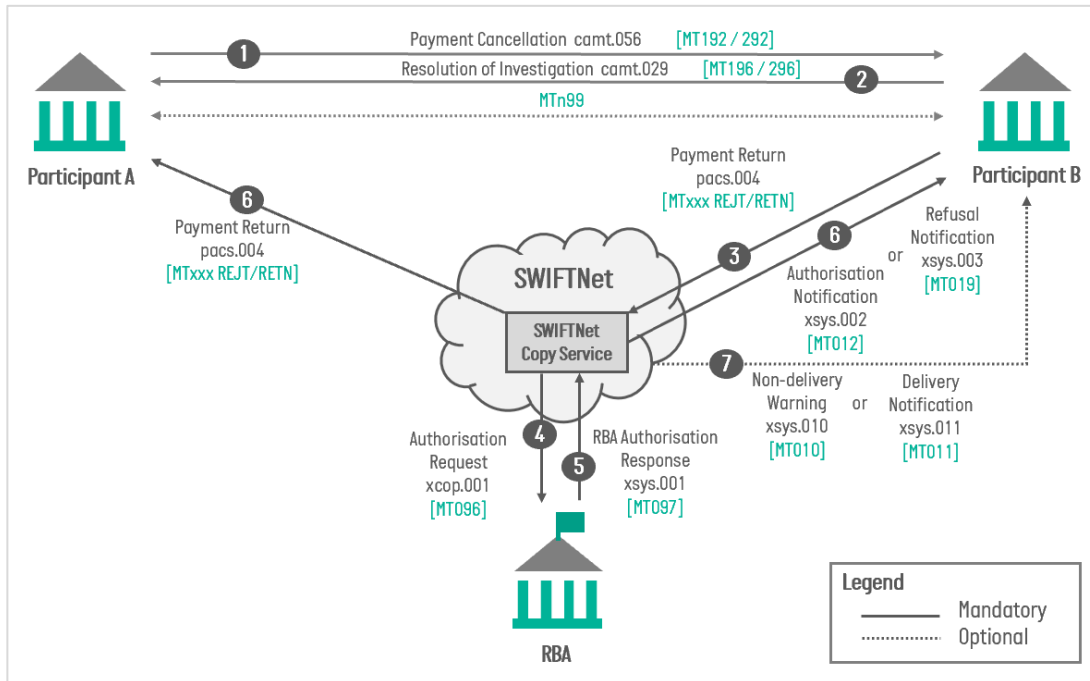 1
Payment Cancellation camt.056 [MT192 / 292]
Resolution of Investigation camt.029 [MT196 / 296]
2
MTn99
Participant A
Participant B
6
Payment Return
pacs.004
[MTxxx REJT/RETN]
Payment Return
pacs.004
[MTxxx REJT/RETN]
3
6
Refusal
Notification
xsys.003
[MT019]
or
Authorisation
Notification
xsys.002
[MT012]
SWIFTNet
SWIFTNet
Copy Service
7
Non-delivery
Warning
xsys.010
[MT010]
or
Delivery
Notification
xsys.011
[MT011]
4
Authorisation
Request
xcop.001
[MT096]
5
RBA Authorisation
Response
xsys.001
[MT097]
RBA
Legend
Mandatory
Optional